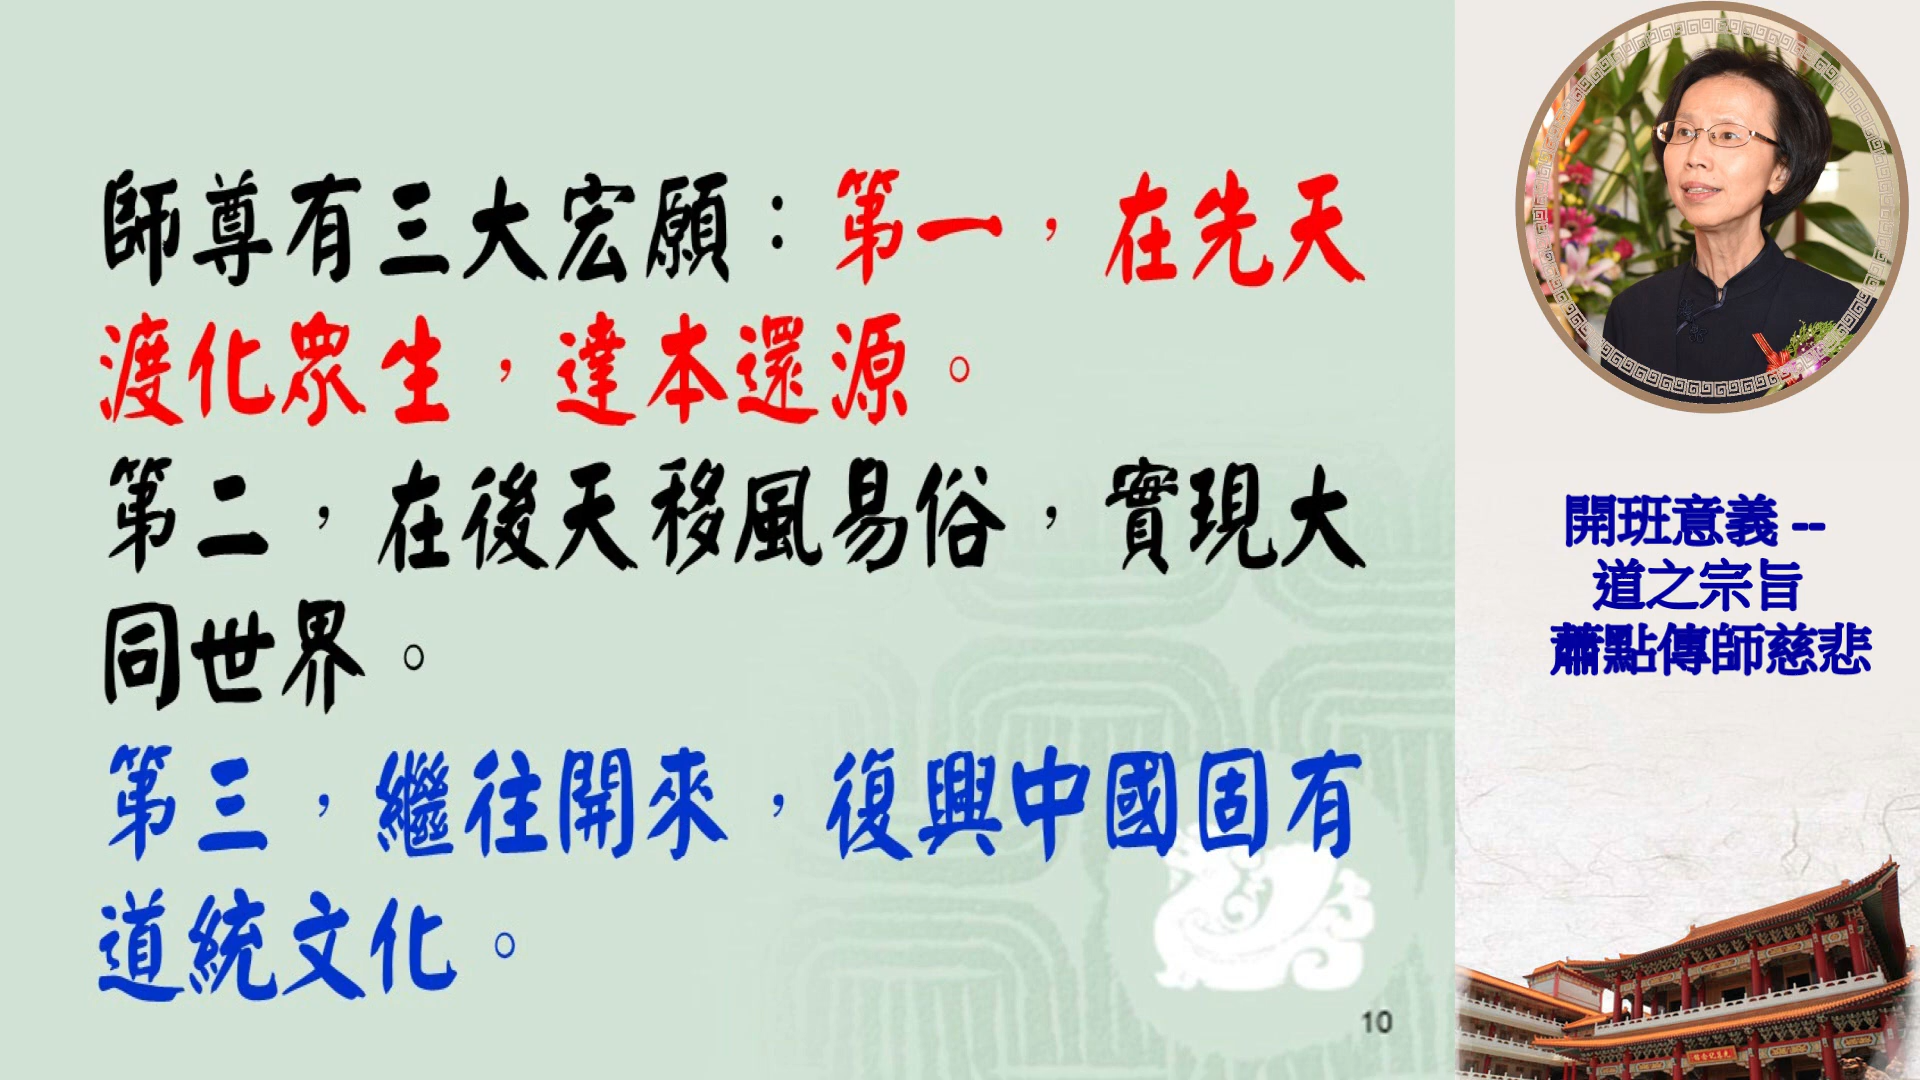 師尊有三大宏願：第一，在先天
渡化眾生，達本還源。
第二，在後天移風易俗，實現大
同世界。
第三，繼往開來，復興中國固有
道統文化。
10
開班意義 --
道之宗旨
蕭點傳師慈悲